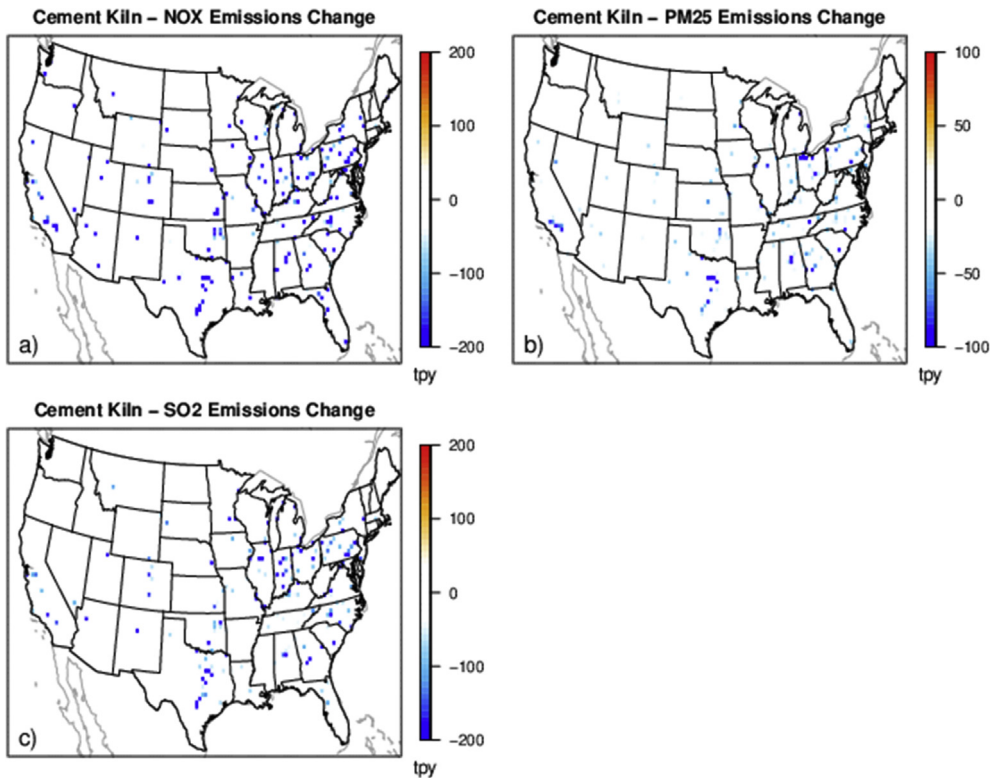 Cement Kiln – NOX Emissions Change
200
100
0
−100
−200
tpy
a)
Cement Kiln – PM25 Emissions Change
100
50
0
−50
−100
tpy
b)
Cement Kiln – SO2 Emissions Change
200
100
0
−100
−200
tpy
c)